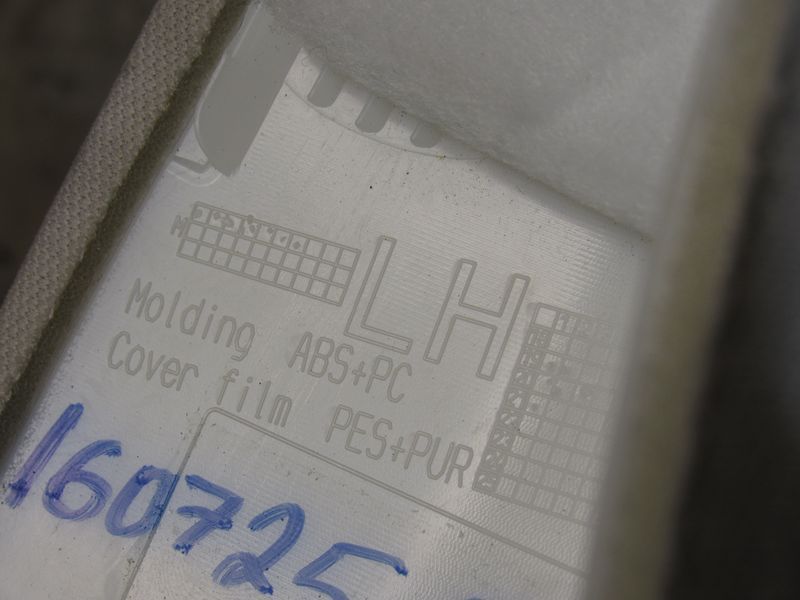 M
LH
Molding ABS+PC
Cover film PES+PUR
160725